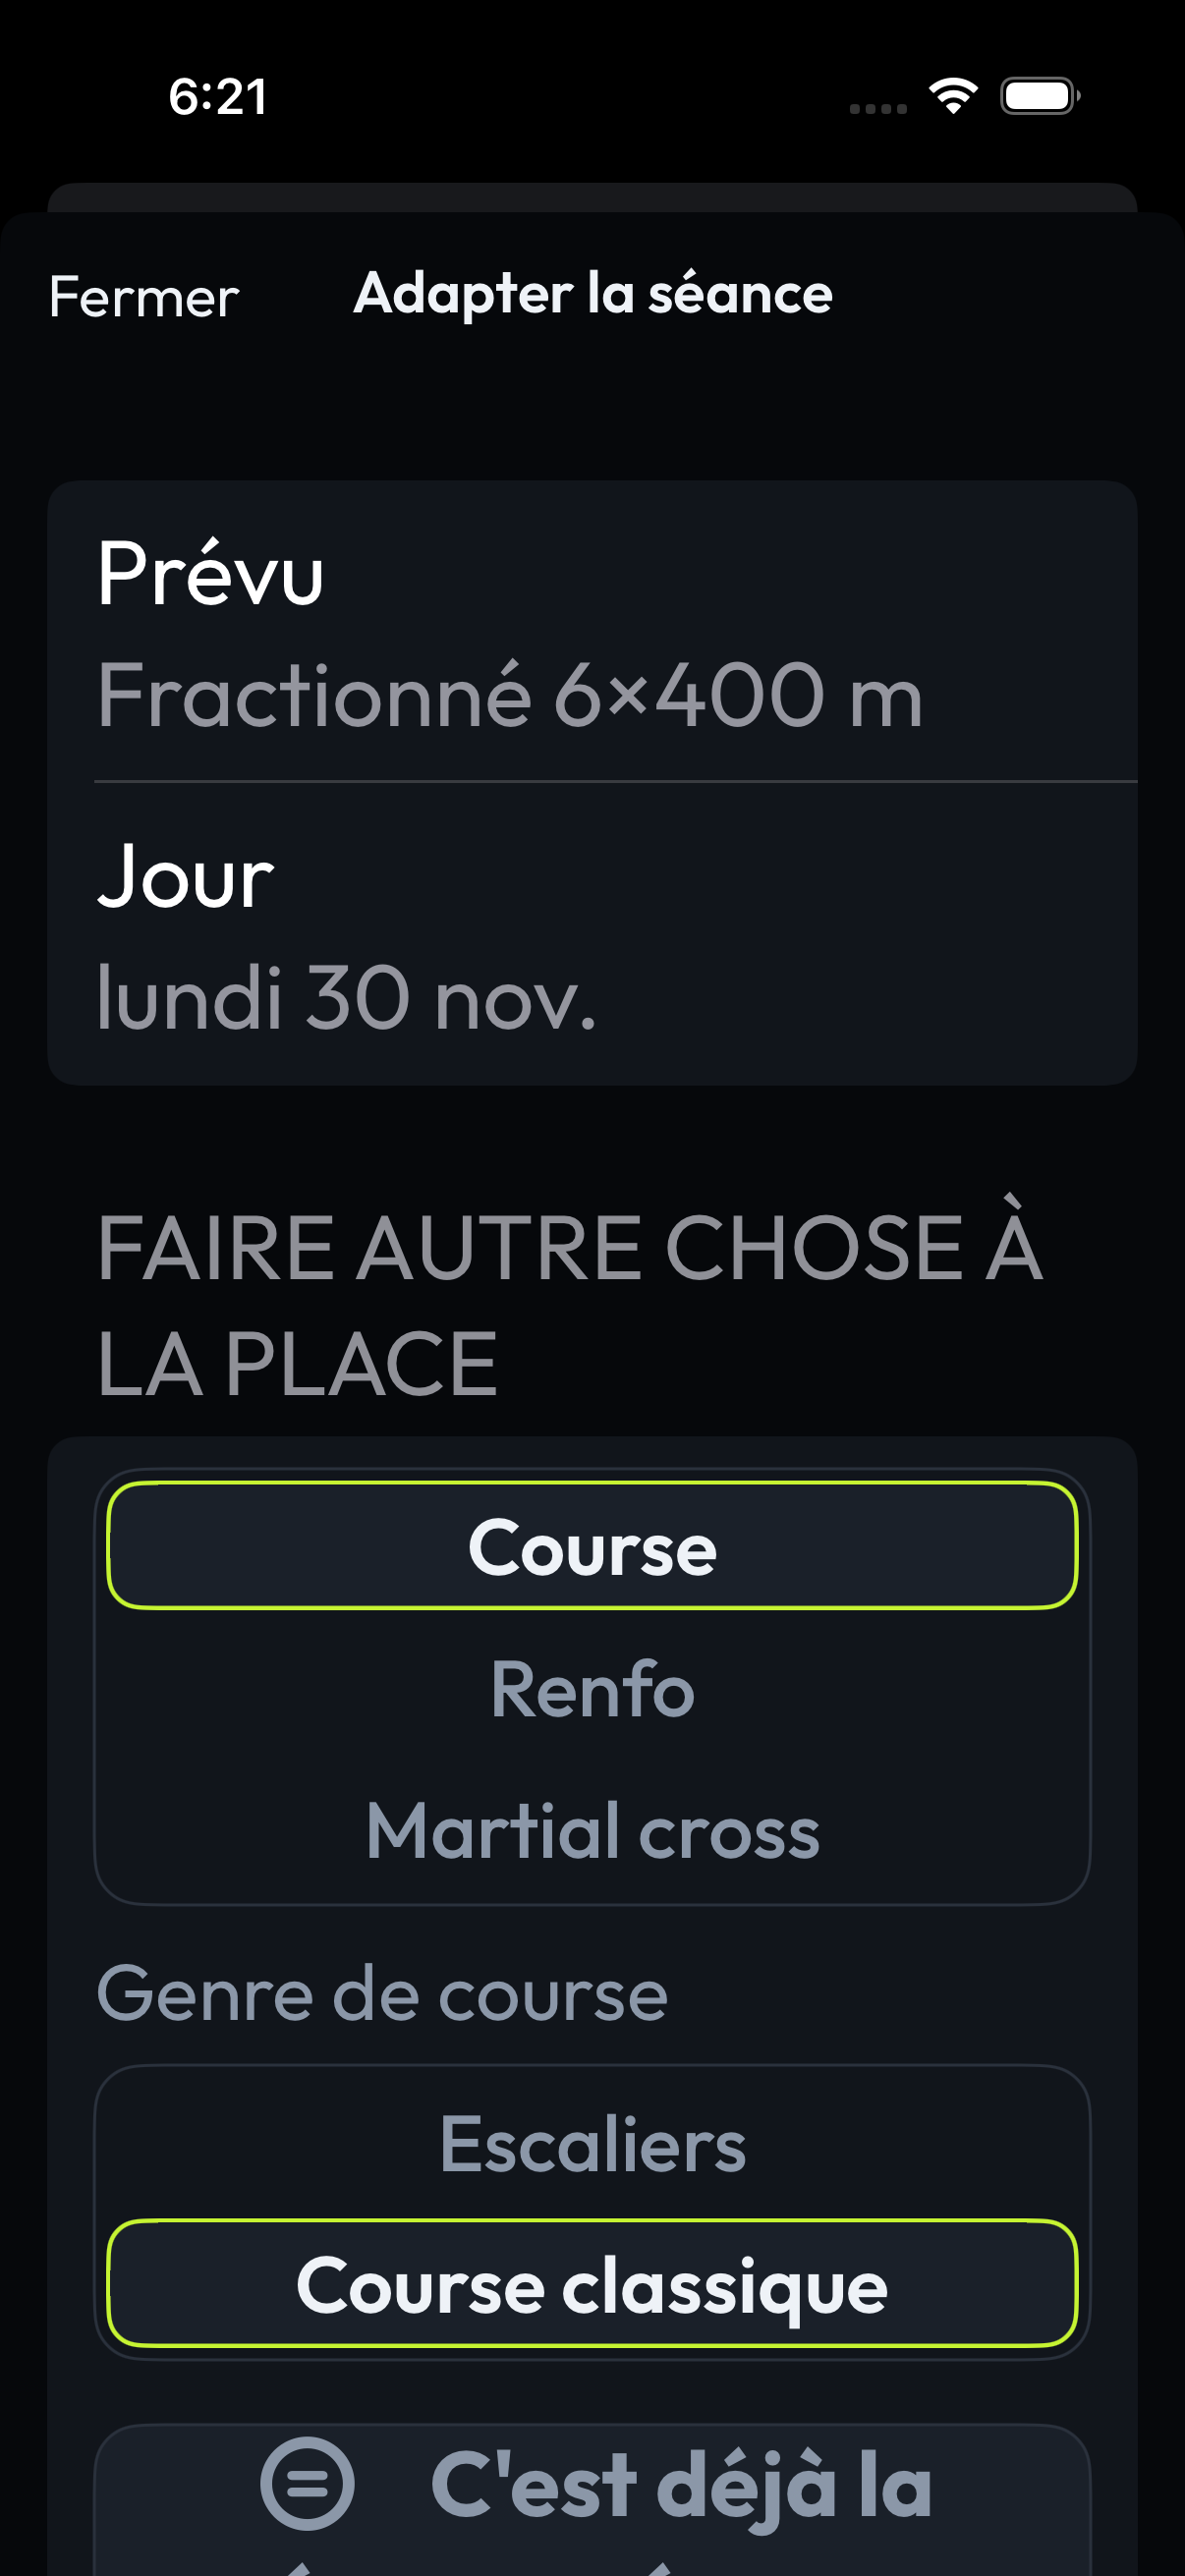 6:21
Fermer
Adapter la séance
Prévu
Fractionné 6×400 m
Jour
lundi 30 nov.
FAIRE AUTRE CHOSE À
LA PLACE
Course
Renfo
Martial cross
Genre de course
Escaliers
Course classique
C'est déjà la